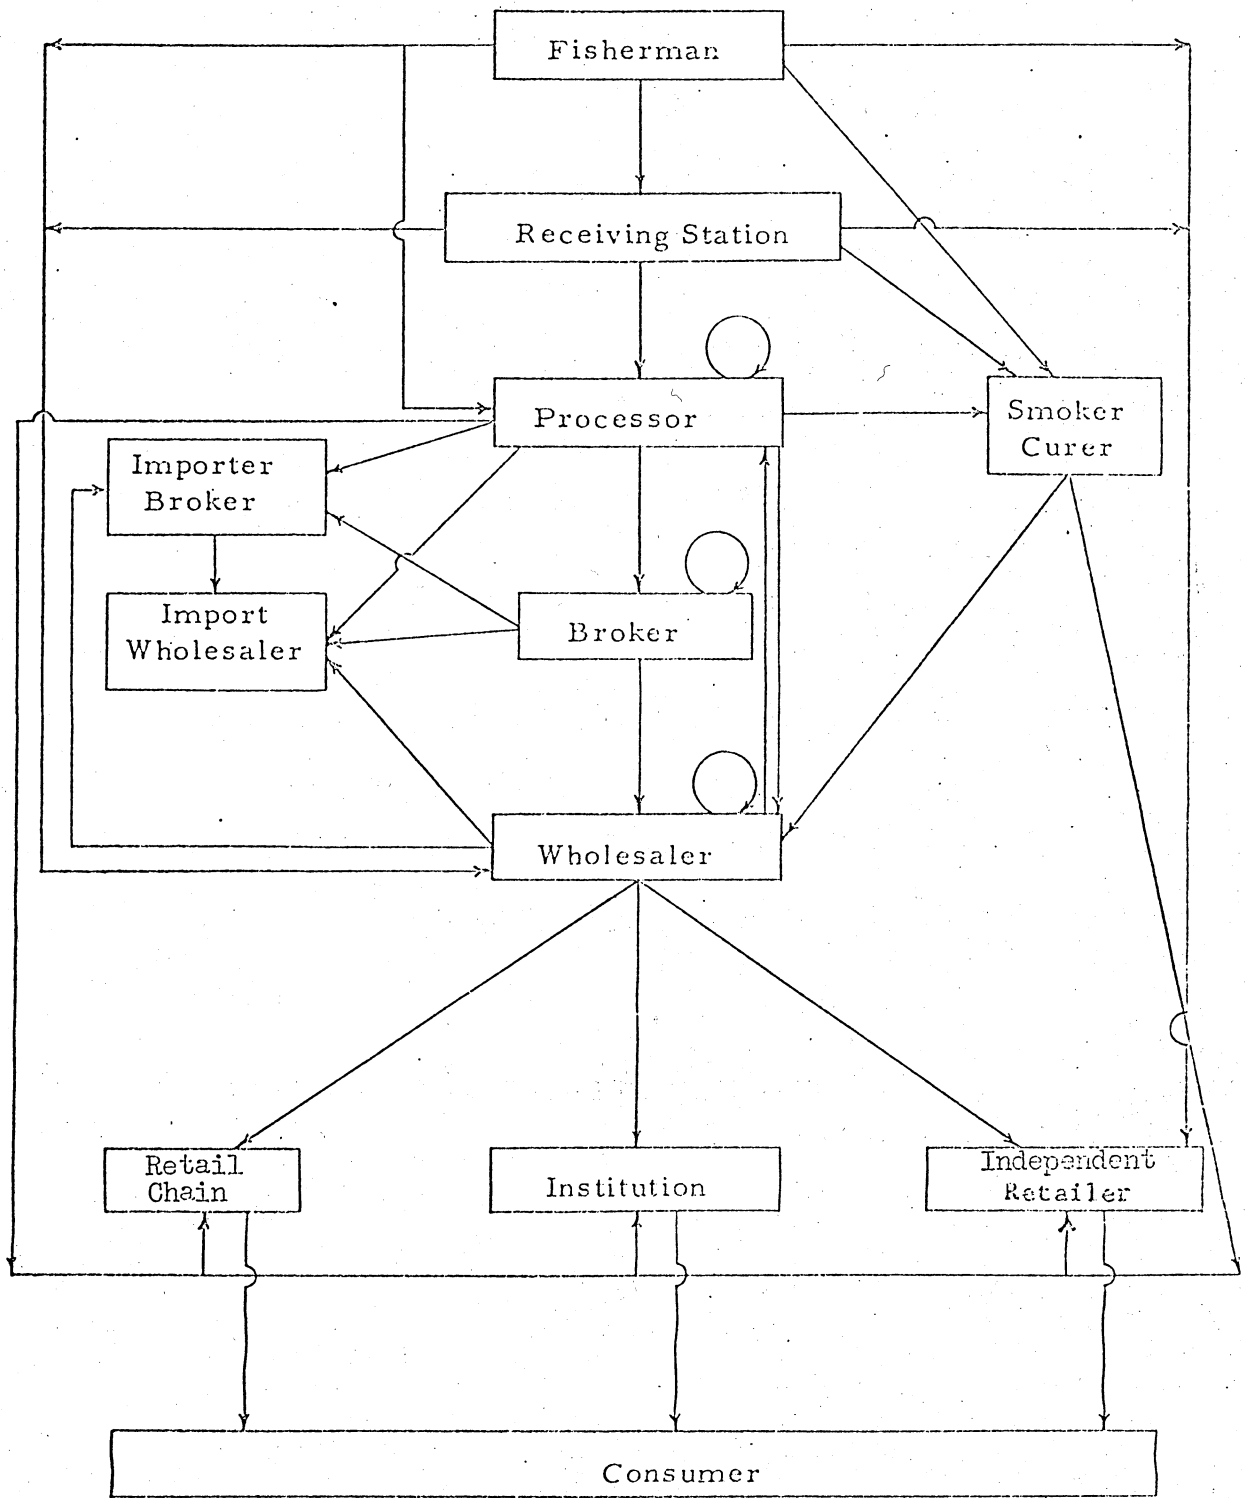 Fisherman
Receiving Station
Processor
Smoker
Curer
Importer
Broker
Import
Wholesaler
Broker
Wholesaler
Retail
Chain
Institution
Independent
Retailer
Consumer